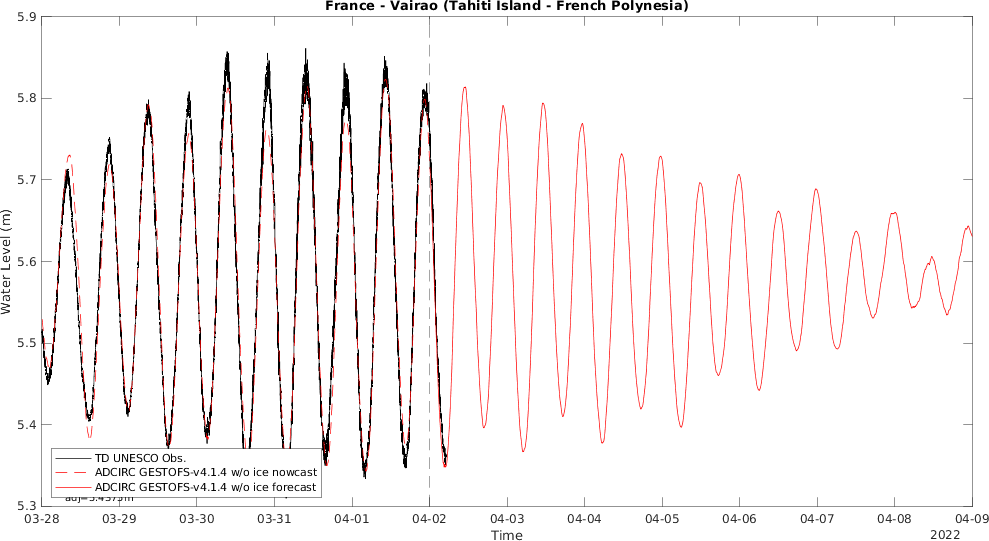 France - Vairao (Tahiti Island - French Polynesia)
5.9
5.8
5.7
5.6
5.5
5.4
5.3
Water Level (m)
TD UNESCO Obs.
ADCIRC GESTOFS-v4.1.4 w/o ice nowcast
ADCIRC GESTOFS-v4.1.4 w/o ice forecast
03-28 03-29 03-30 03-31 04-01 04-02 04-03 04-04 04-05 04-06 04-07 04-08 04-09
Time
2022